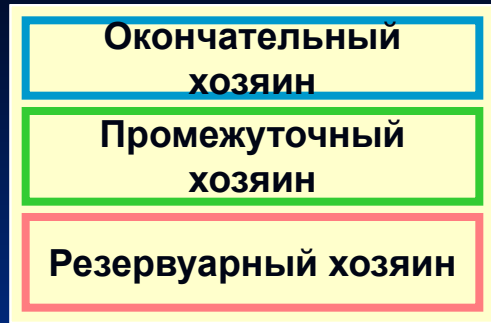 Окончательный
хозяин
Промежуточный
хозяин
Резервуарный хозяин